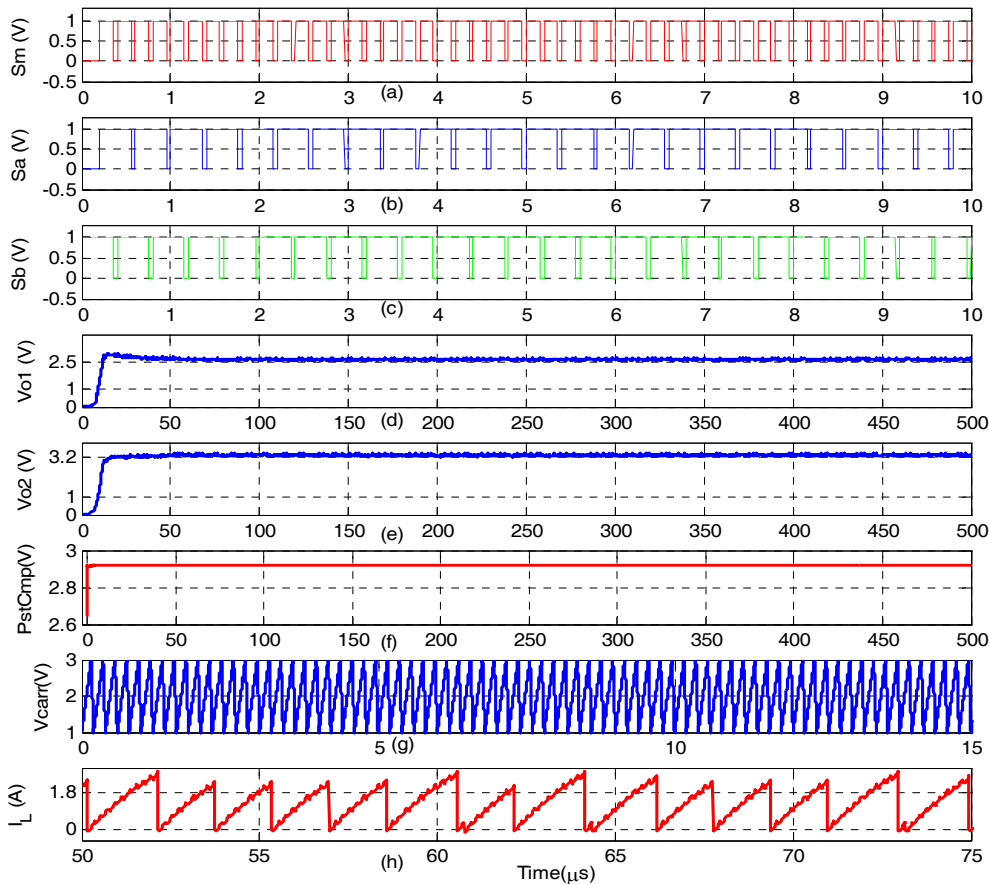 Sm (V)
1
0.5
0
-0.5
0 1 2 3 4 5 6 7 8 9 10
(a)
Sa (V)
1
0.5
0
-0.5
0 1 2 3 4 5 6 7 8 9 10
(b)
Sb (V)
1
0.5
0
-0.5
0 1 2 3 4 5 6 7 8 9 10
(c)
Vo1 (V)
2.5
1
0
0 50 100 150 200 250 300 350 400 450 500
(d)
Vo2 (V)
3.2
1
0
0 50 100 150 200 250 300 350 400 450 500
(e)
PstCmp(V)
3
2.8
2.6
0 50 100 150 200 250 300 350 400 450 500
(f)
Vcarr(V)
3
2
1
0 5 10 15
(g)
I_L (A)
1.8
0
50 55 60 65 70 75
(h)
Time(μs)